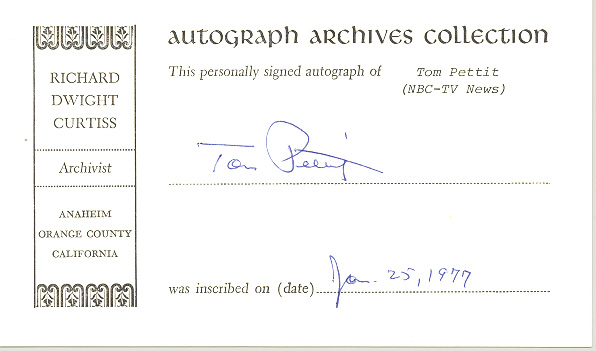 autograph archives collection
This personally signed autograph of Tom Pettit
(NBC-TV News)
RICHARD
DWIGHT
CURTISS
Archivist
ANAHEIM
ORANGE COUNTY
CALIFORNIA
Tom Pettit
was inscribed on (date) Jan. 25, 1977